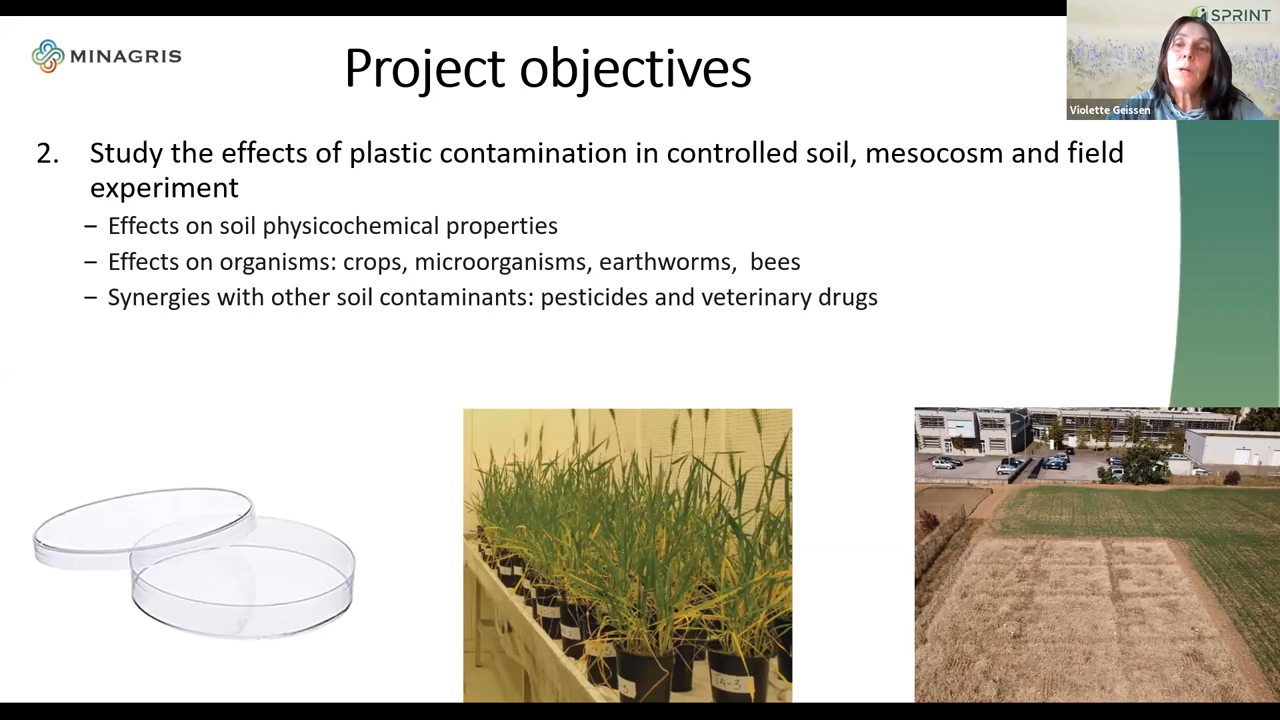 SPRINT
MINAGRIS
Project objectives
Violette Geissen
2. Study the effects of plastic contamination in controlled soil, mesocosm and field
experiment
– Effects on soil physicochemical properties
– Effects on organisms: crops, microorganisms, earthworms, bees
– Synergies with other soil contaminants: pesticides and veterinary drugs